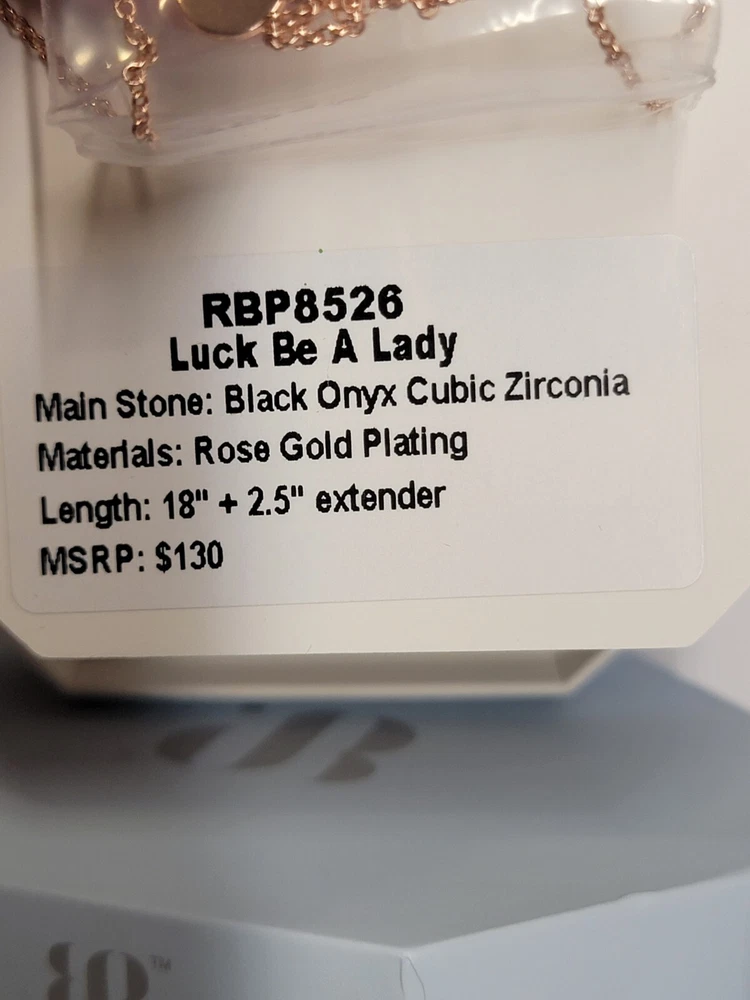 RBP8526
Luck Be A Lady
Main Stone: Black Onyx Cubic Zirconia
Materials: Rose Gold Plating
Length: 18" + 2.5" extender
MSRP: $130